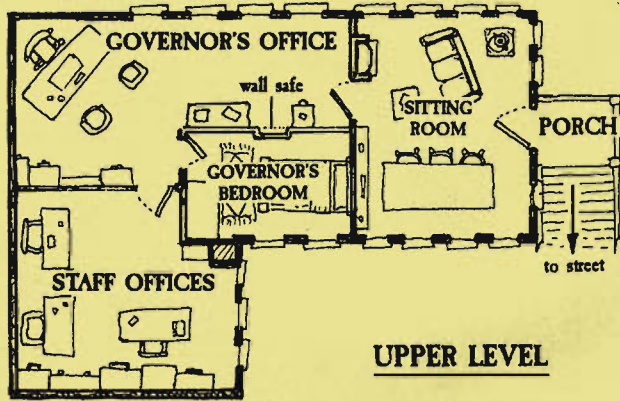 GOVERNOR'S OFFICE
wall safe
SITTING
ROOM
PORCH
GOVERNOR'S
BEDROOM
to street
STAFF OFFICES
UPPER LEVEL